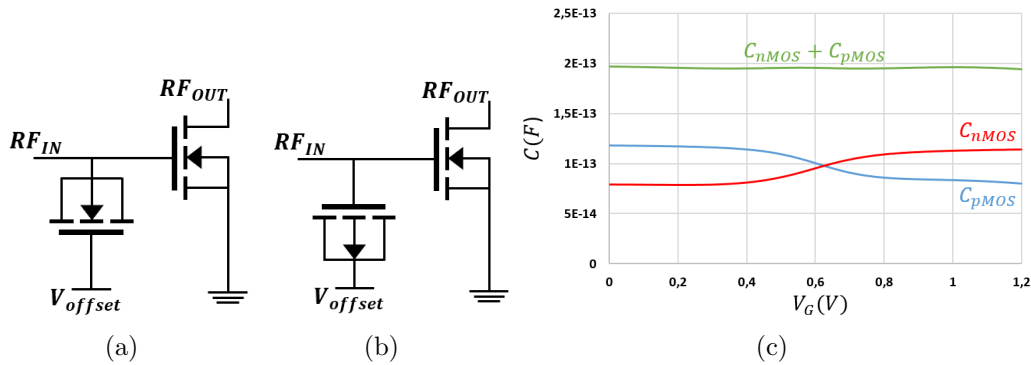 RF_IN
RF_OUT
V_offset
(a)
RF_IN
RF_OUT
V_offset
(b)
C(F)
2,5E-13
2E-13
1,5E-13
1E-13
5E-14
0
C_nMOS + C_pMOS
C_nMOS
C_pMOS
0 0,2 0,4 0,6 0,8 1 1,2
V_G(V)
(c)